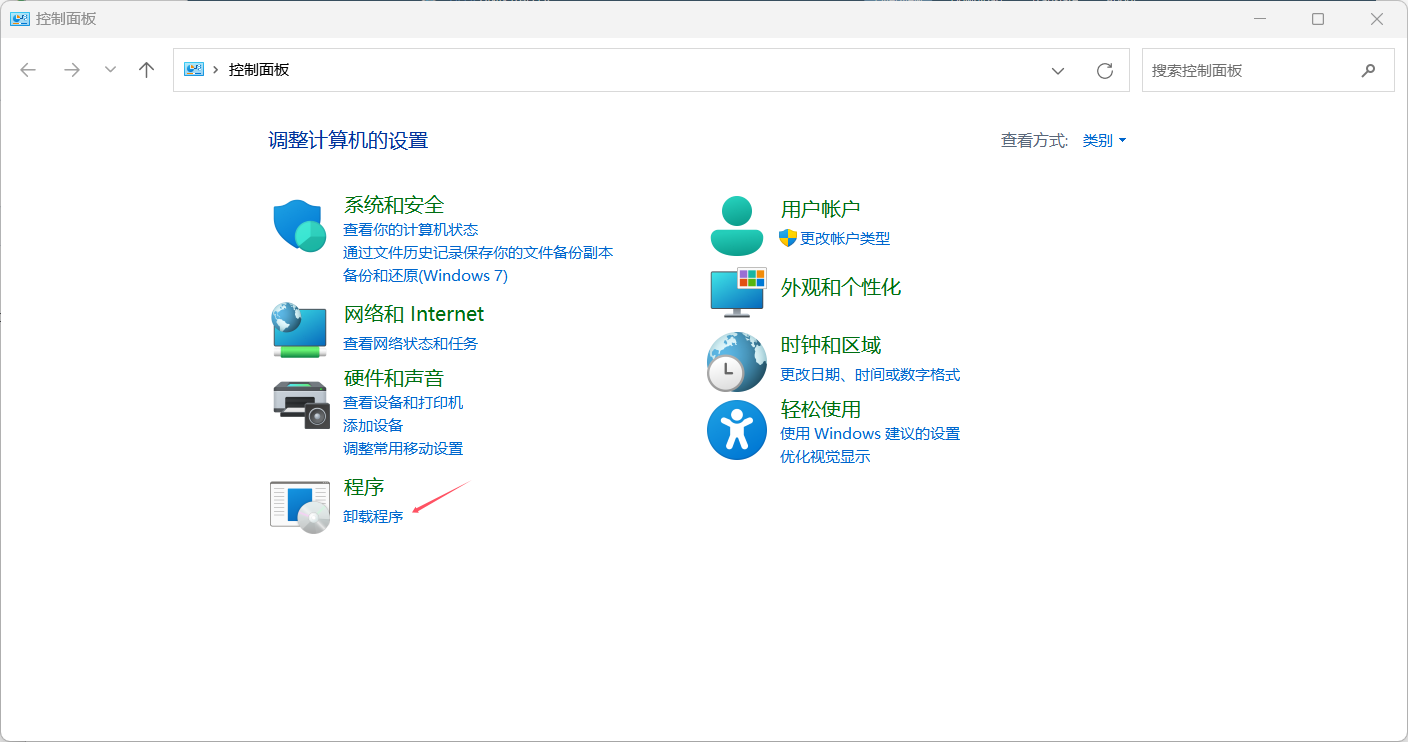 控制面板
控制面板
搜索控制面板
调整计算机的设置
查看方式: 类别
系统和安全
查看你的计算机状态
通过文件历史记录保存你的文件备份副本
备份和还原(Windows 7)
网络和 Internet
查看网络状态和任务
硬件和声音
查看设备和打印机
添加设备
调整常用移动设置
程序
卸载程序
用户帐户
更改帐户类型
外观和个性化
时钟和区域
更改日期、时间或数字格式
轻松使用
使用 Windows 建议的设置
优化视觉显示